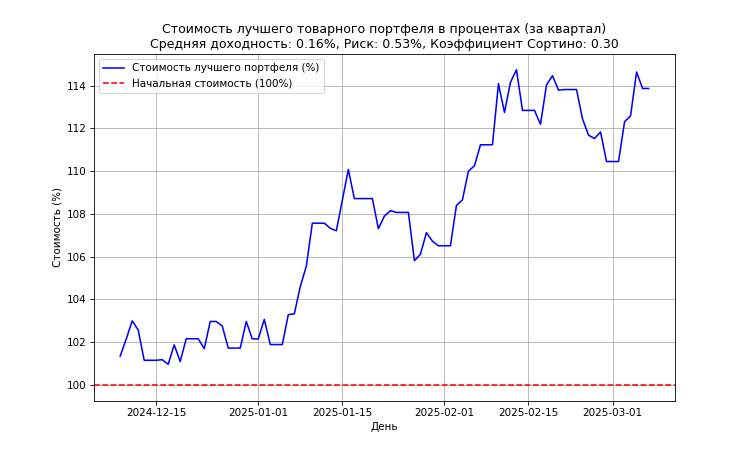 Стоимость лучшего товарного портфеля в процентах (за квартал)
Средняя доходность: 0.16%, Риск: 0.53%, Коэффициент Сортино: 0.30
Стоимость лучшего портфеля (%)
Начальная стоимость (100%)
Стоимость (%)
114
112
110
108
106
104
102
100
2024-12-15
2025-01-01
2025-01-15
2025-02-01
2025-02-15
2025-03-01
День